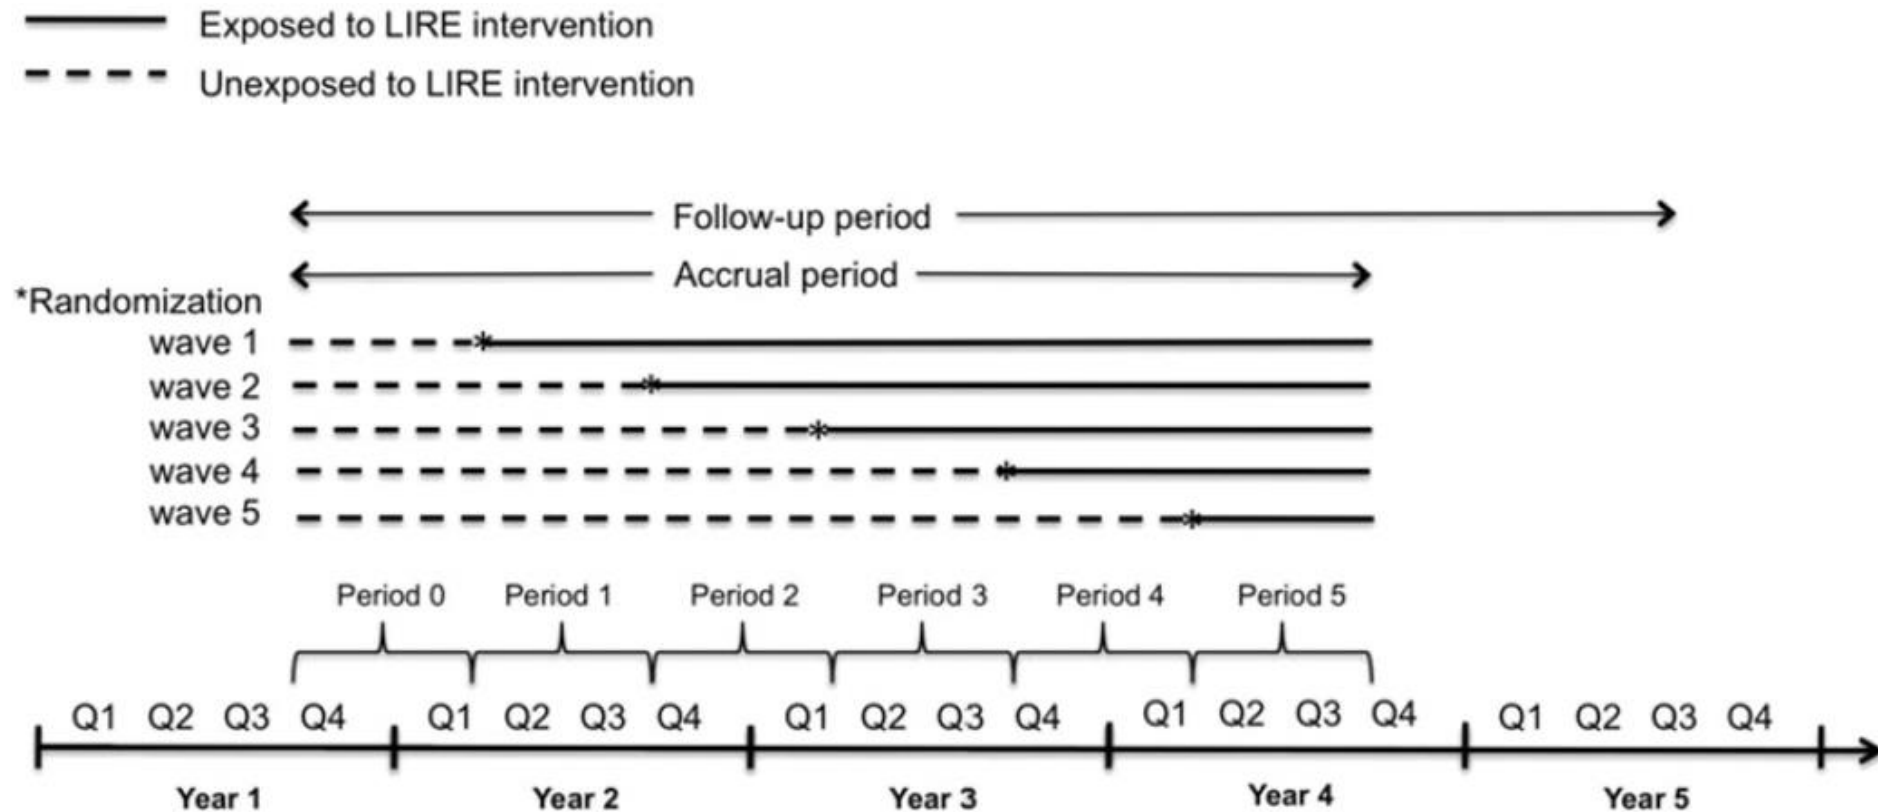 Exposed to LIRE intervention
Unexposed to LIRE intervention
Follow-up period
Accrual period
*Randomization
wave 1
wave 2
wave 3
wave 4
wave 5
Period 0 Period 1 Period 2 Period 3 Period 4 Period 5
Q1 Q2 Q3 Q4 Q1 Q2 Q3 Q4 Q1 Q2 Q3 Q4 Q1 Q2 Q3 Q4 Q1 Q2 Q3 Q4
Year 1 Year 2 Year 3 Year 4 Year 5